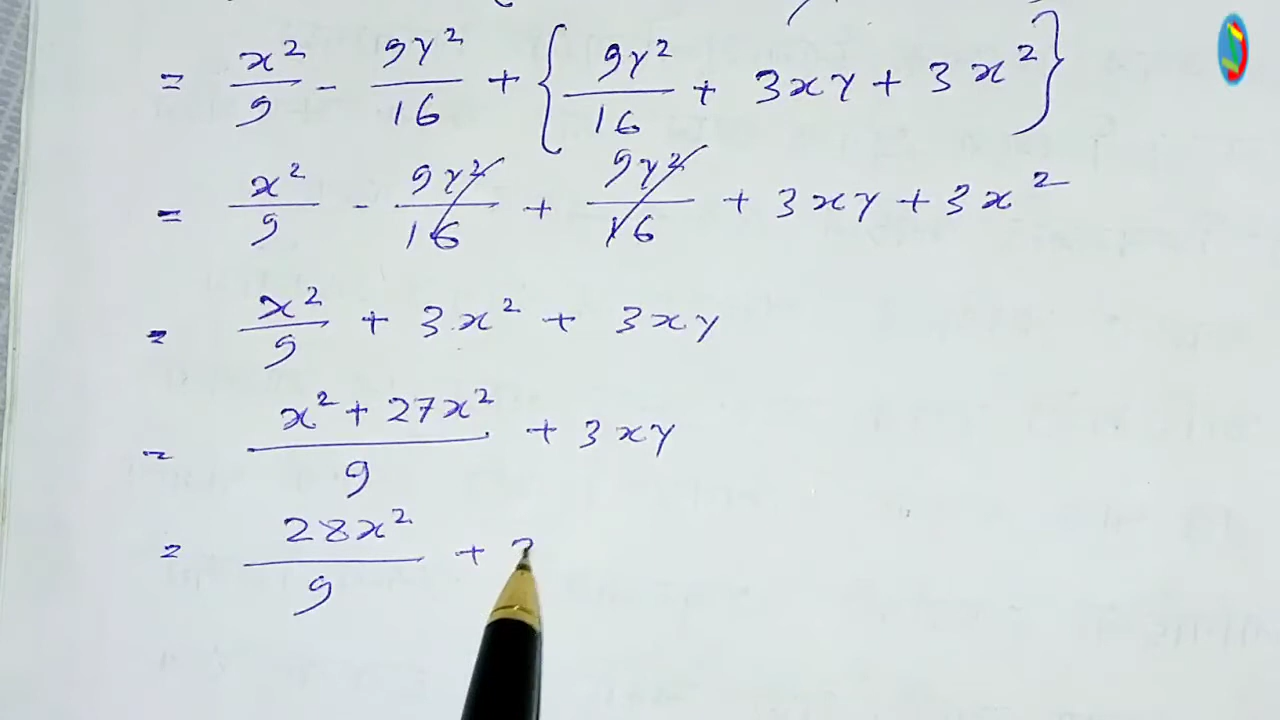 = x²/9 - 9y²/16 + {9y²/16 + 3xy + 3x²}
= x²/9 - 9y²/16 + 9y²/16 + 3xy + 3x²
= x²/9 + 3x² + 3xy
= x² + 27x²/9 + 3xy
= 28x²/9 +